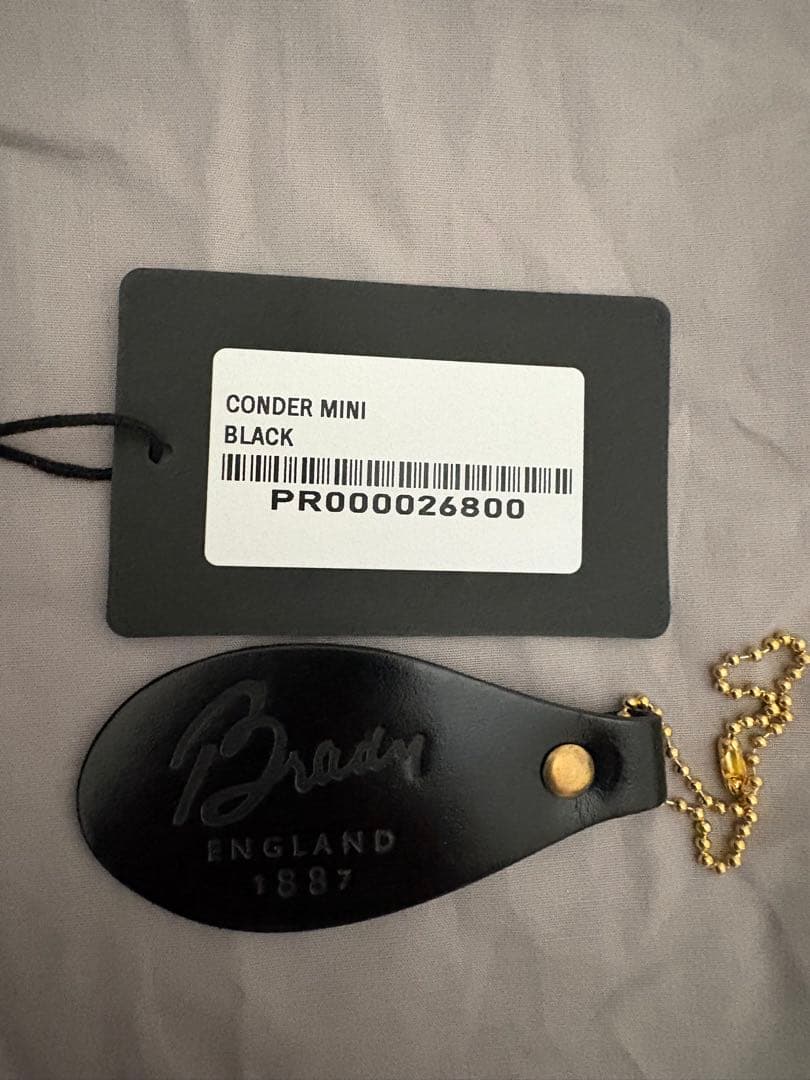 CONDER MINI
BLACK
PR000026800
Brady
ENGLAND
1887